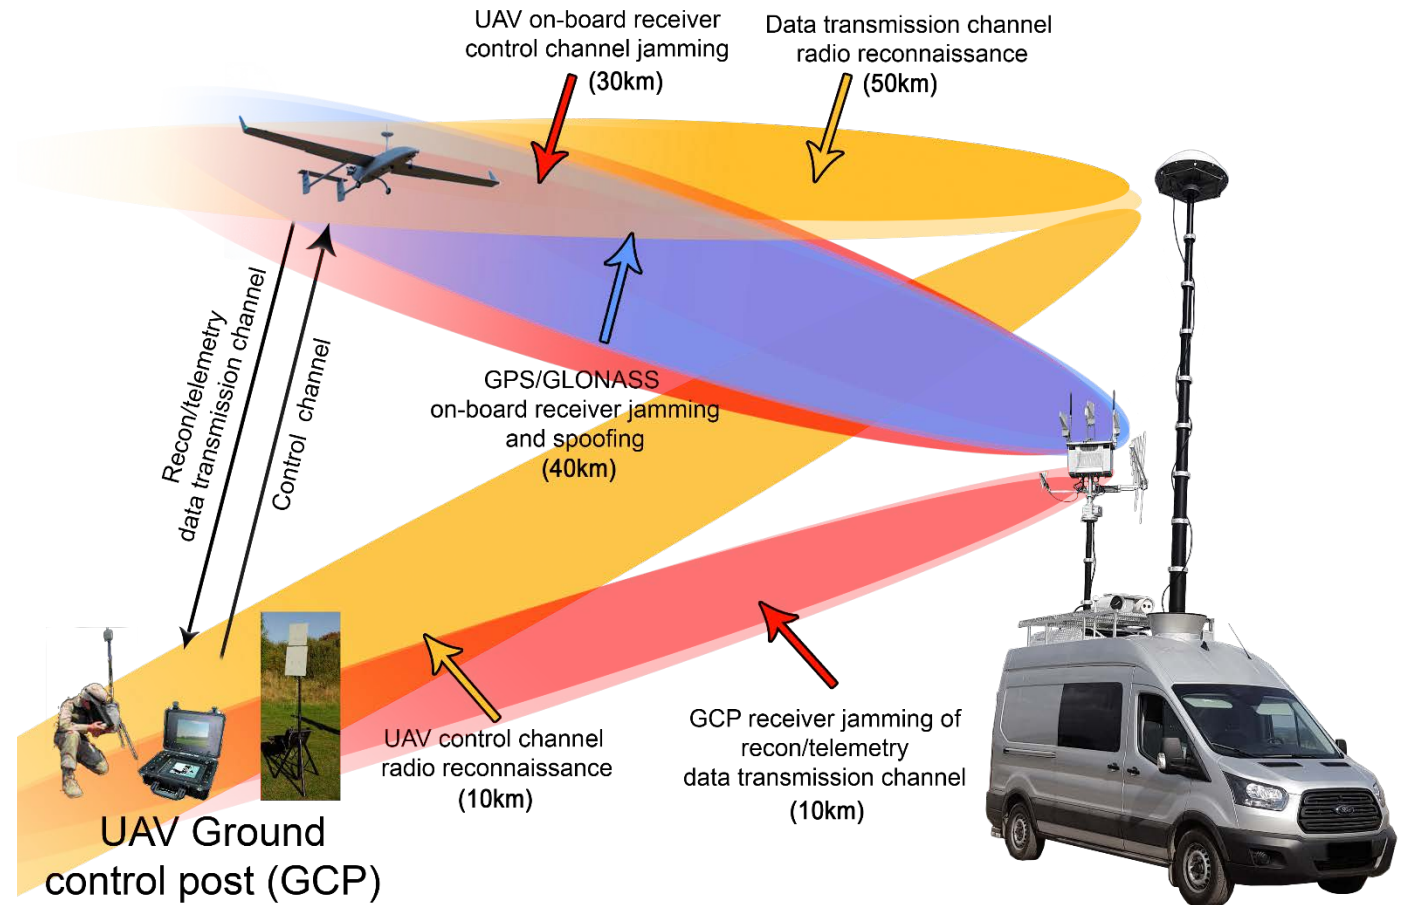 UAV on-board receiver
control channel jamming
(30km)
Data transmission channel
radio reconnaissance
(50km)
Recon/telemetry
data transmission channel
Control channel
GPS/GLONASS
on-board receiver jamming
and spoofing
(40km)
UAV control channel
radio reconnaissance
(10km)
GCP receiver jamming of
recon/telemetry
data transmission channel
(10km)
UAV Ground
control post (GCP)